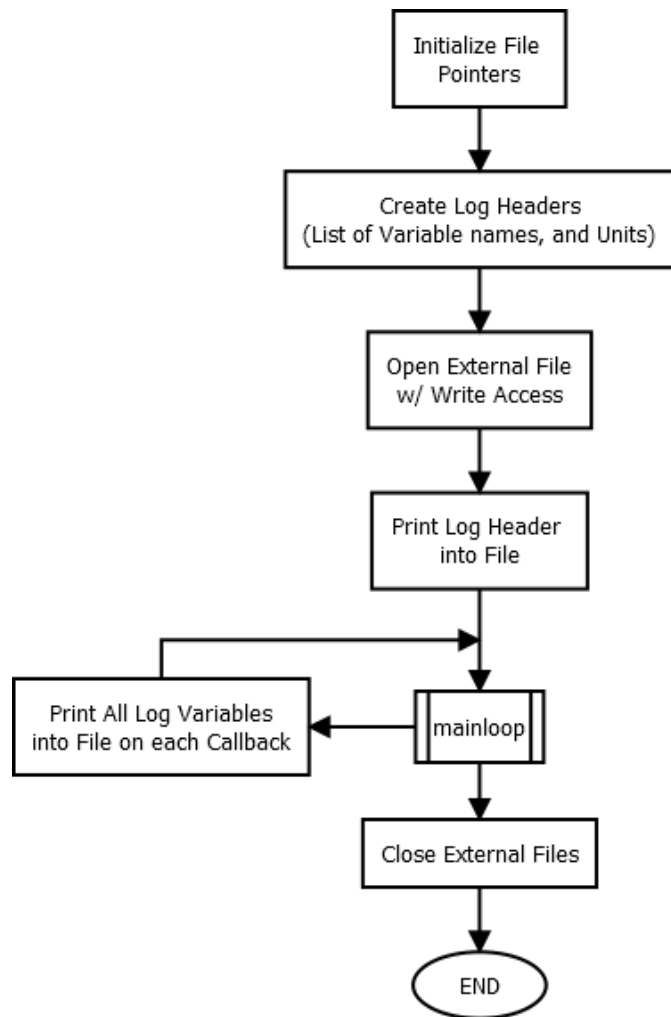 Initialize File
Pointers
Create Log Headers
(List of Variable names, and Units)
Open External File
w/ Write Access
Print Log Header
into File
Print All Log Variables
into File on each Callback
mainloop
Close External Files
END